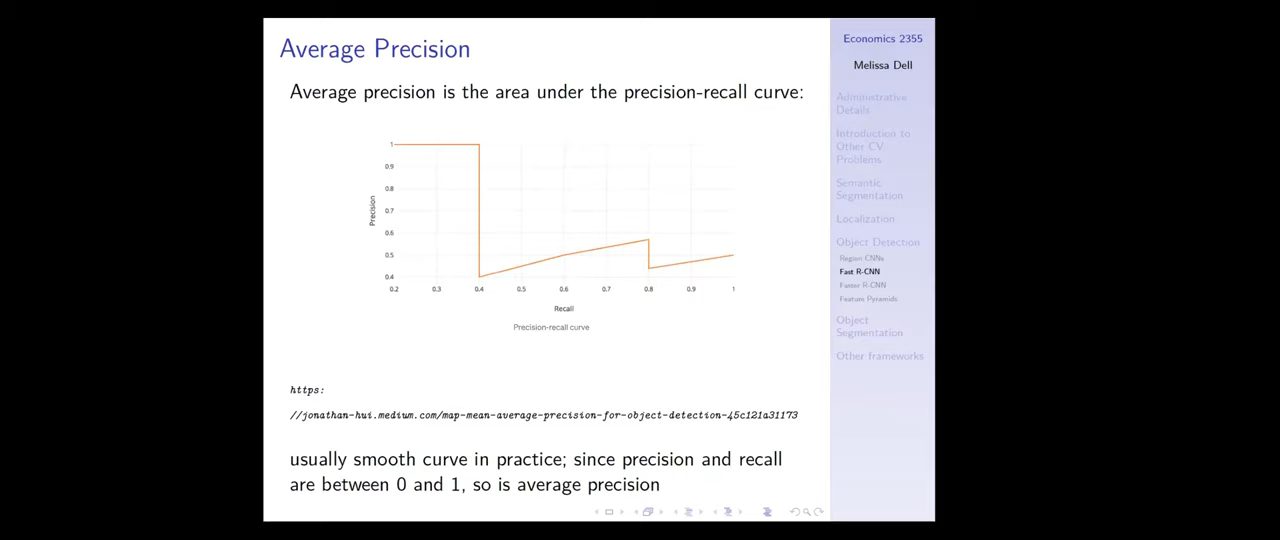 Average Precision
Average precision is the area under the precision-recall curve:
1
0.9
0.8
0.7
0.6
0.5
0.4
Precision
0.2 0.3 0.4 0.5 0.6 0.7 0.8 0.9 1
Recall
Precision-recall curve
https:
//jonathan-hui.medium.com/map-mean-average-precision-for-object-detection-45c121a31173
usually smooth curve in practice; since precision and recall
are between 0 and 1, so is average precision
Economics 2355
Melissa Dell
Administrative
Details
Introduction to
Other CV
Problems
Semantic
Segmentation
Localization
Object Detection
Region CNNs
Fast R-CNN
Faster R-CNN
Feature Pyramids
Object
Segmentation
Other frameworks